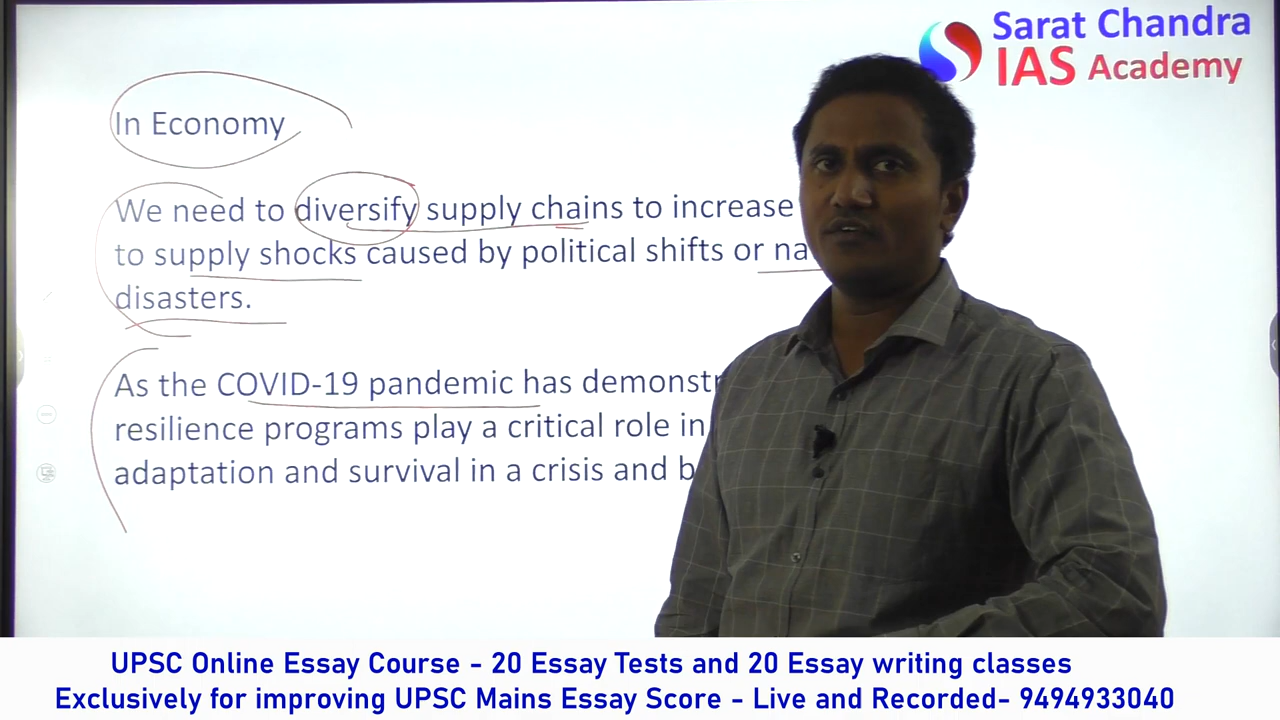 Sarat Chandra
IAS Academy
In Economy
We need to diversify supply chains to increase
to supply shocks caused by political shifts or
disasters.
As the COVID-19 pandemic has
resilience programs play a critical role in
adaptation and survival in a crisis and
UPSC Online Essay Course - 20 Essay Tests and 20 Essay writing classes
Exclusively for improving UPSC Mains Essay Score - Live and Recorded- 9494933040